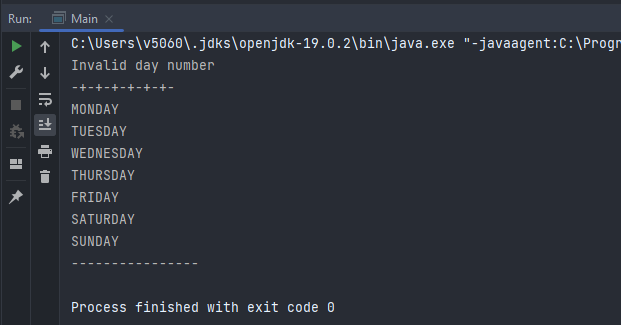 Run: Main
C:\Users\v5060\.jdks\openjdk-19.0.2\bin\java.exe "-javaagent:C:\Progr
Invalid day number
-+-+-+-+-+-+-
MONDAY
TUESDAY
WEDNESDAY
THURSDAY
FRIDAY
SATURDAY
SUNDAY
----------------
Process finished with exit code 0